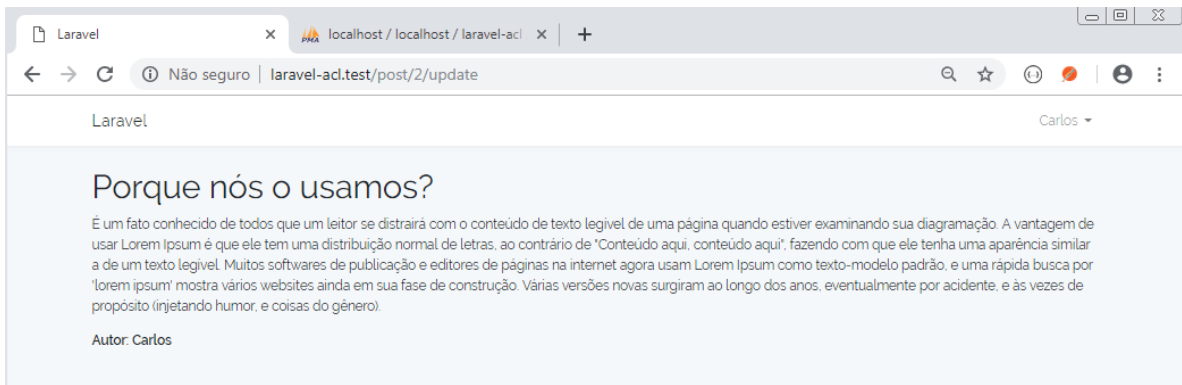 Laravel
localhost / localhost / laravel-acl
Não seguro | laravel-acl.test/post/2/update
Laravel
Carlos
Porque nós o usamos?
É um fato conhecido de todos que um leitor se distrairá com o conteúdo de texto legível de uma página quando estiver examinando sua diagramação. A vantagem de
usar Lorem Ipsum é que ele tem uma distribuição normal de letras, ao contrário de "Conteúdo aqui, conteúdo aqui", fazendo com que ele tenha uma aparência similar
a de um texto legível. Muitos softwares de publicação e editores de páginas na internet agora usam Lorem Ipsum como texto-modelo padrão, e uma rápida busca por
'lorem ipsum' mostra vários websites ainda em sua fase de construção. Várias versões novas surgiram ao longo dos anos, eventualmente por acidente, e às vezes de
propósito (injetando humor, e coisas do gênero).
Autor: Carlos